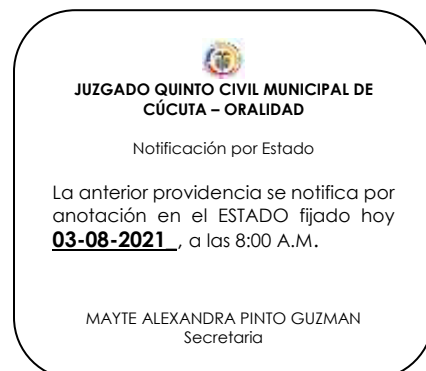 JUZGADO QUINTO CIVIL MUNICIPAL DE
CÚCUTA – ORALIDAD
Notificación por Estado
La anterior providencia se notifica por
anotación en el ESTADO fijado hoy
03-08-2021_, a las 8:00 A.M.
MAYTE ALEXANDRA PINTO GUZMAN
Secretaria